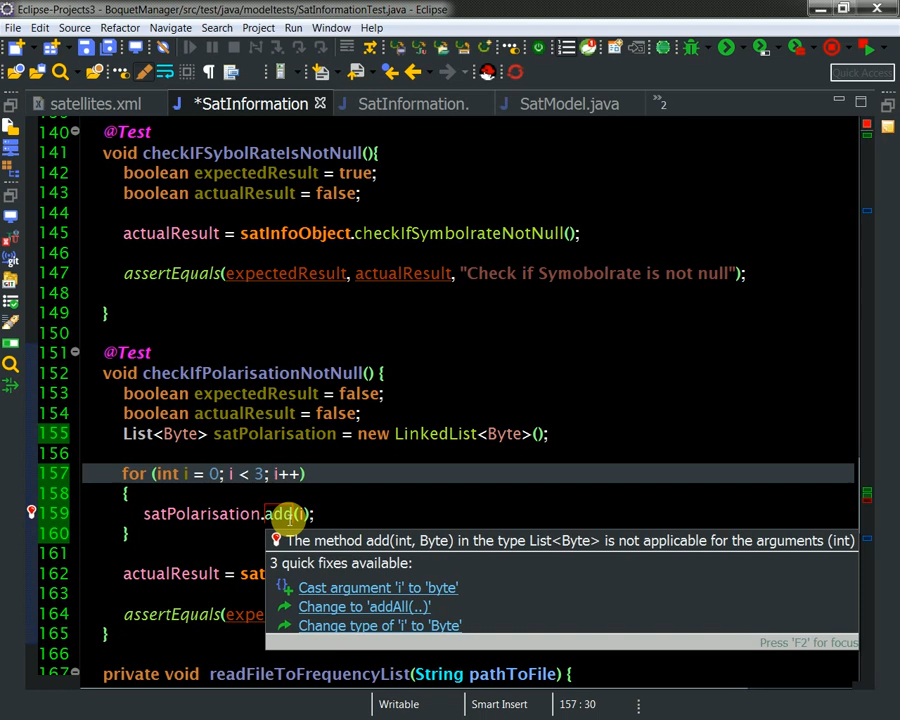 Eclipse-Projects3 - BoquetManager/src/test/java/modeltests/SatInformationTest.java - Eclipse
File Edit Source Refactor Navigate Search Project Run Window Help
Quick Access
satellites.xml *SatInformation SatInformation. SatModel.java »2
140 @Test
141 void checkIFSybolRateIsNotNull(){
142 boolean expectedResult = true;
143 boolean actualResult = false;
144
145 actualResult = satInfoObject.checkIfSymbolrateNotNull();
146
147 assertEquals(expectedResult, actualResult, "Check if Symobolrate is not null");
148
149 }
150
151 @Test
152 void checkIfPolarisationNotNull() {
153 boolean expectedResult = false;
154 boolean actualResult = false;
155 List<Byte> satPolarisation = new LinkedList<Byte>();
156
157 for (int i = 0; i < 3; i++)
{
159 satPolarisation.add(i);
160 }
The method add(int, Byte) in the type List<Byte> is not applicable for the arguments (int)
161
3 quick fixes available:
162 actualResult = sat
Cast argument 'i' to 'byte'
163
Change to 'addAll(..)'
164 assertEquals(expe
Change type of 'i' to 'Byte'
165 }
Press 'F2' for focus
166
167 private void readFileToFrequencyList(String pathToFile) {
Writable Smart Insert 157 : 30